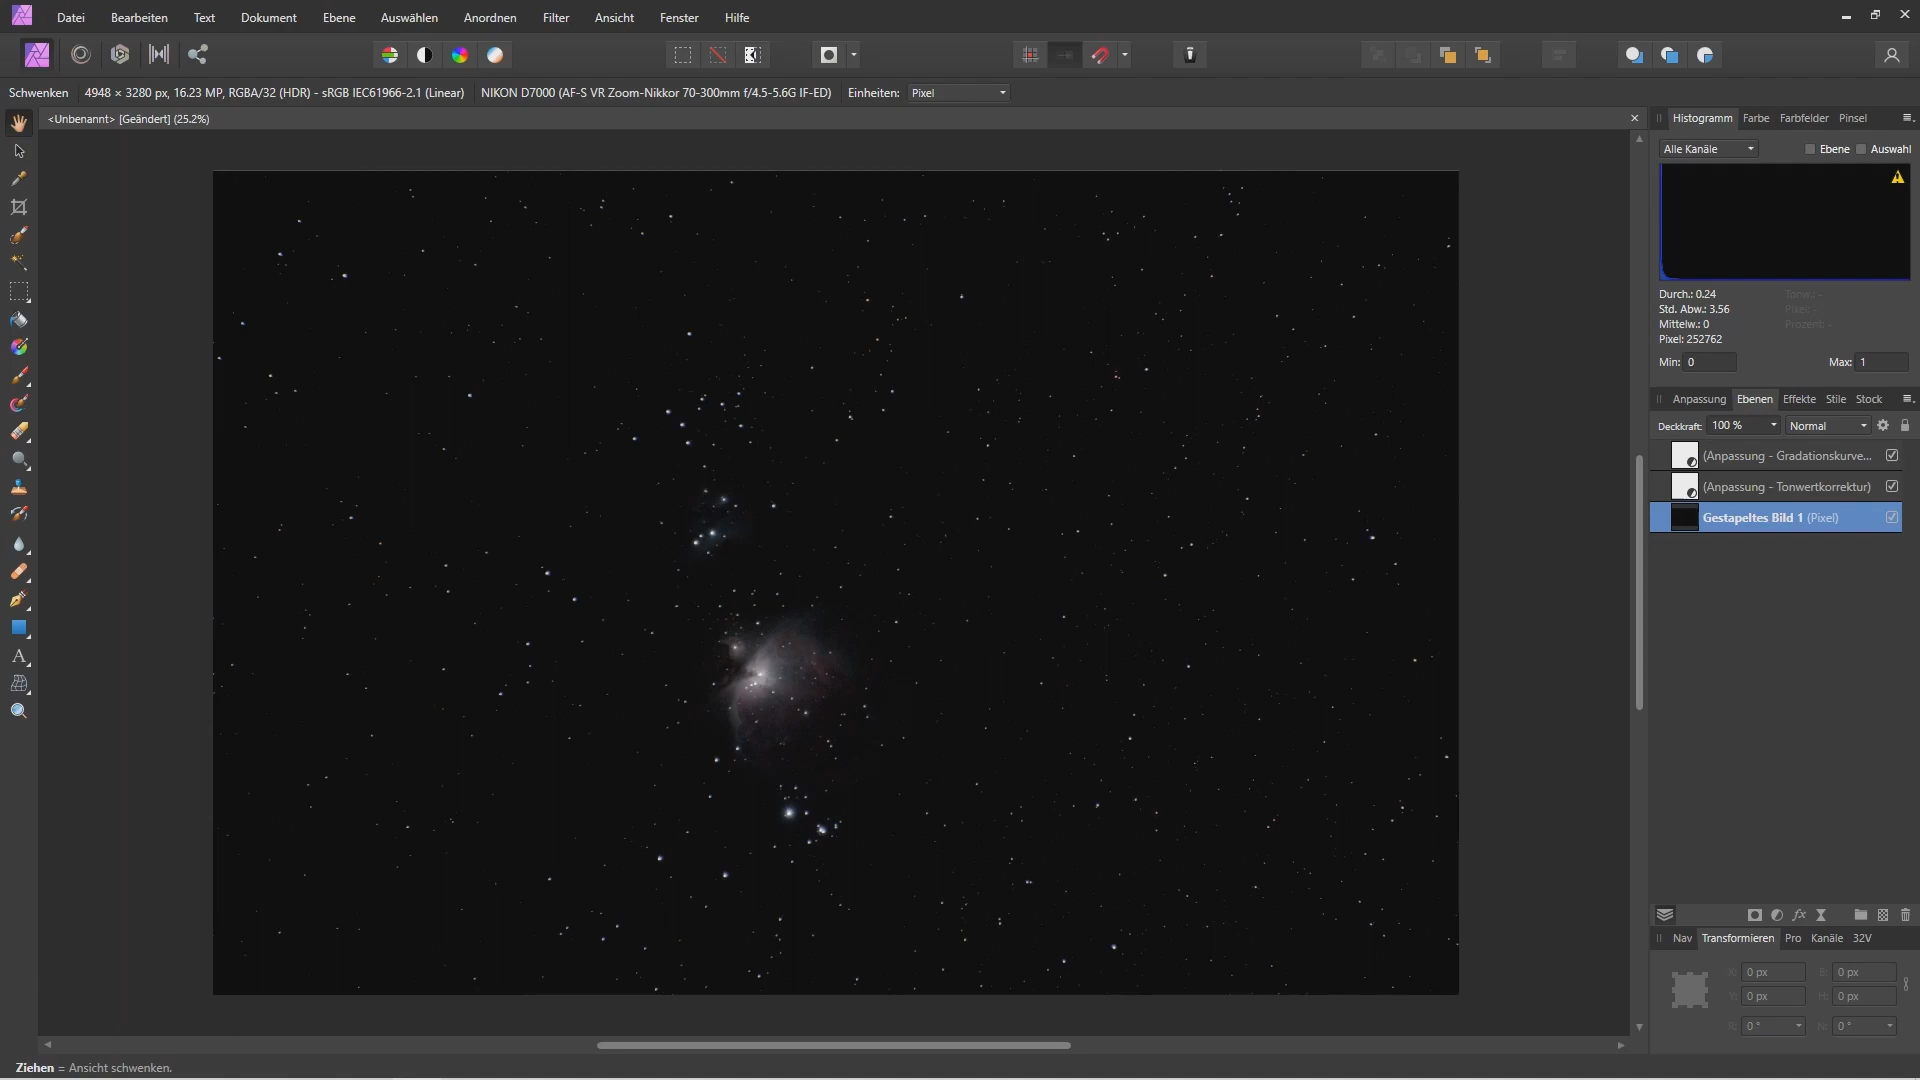 Datei Bearbeiten Text Dokument Ebene Auswählen Anordnen Filter Ansicht Fenster Hilfe
Schwenken 4948 × 3280 px, 16.23 MP, RGBA/32 (HDR) - sRGB IEC61966-2.1 (Linear) NIKON D7000 (AF-S VR Zoom-Nikkor 70-300mm f/4.5-5.6G IF-ED) Einheiten: Pixel
<Unbenannt> [Geändert] (25.2%)
Histogramm Farbe Farbfelder Pinsel
Alle Kanäle Ebene Auswahl
Durch.: 0.24 Tonw.: -
Std. Abw.: 3.56 Pixel: -
Mittelw.: 0 Prozent: -
Pixel: 252762
Min: 0 Max: 1
Anpassung Ebenen Effekte Stile Stock
Deckkraft: 100 % Normal
(Anpassung - Gradationskurve...
(Anpassung - Tonwertkorrektur)
Gestapeltes Bild 1 (Pixel)
Nav Transformieren Pro Kanäle 32V
X: 0 px B: 0 px
Y: 0 px H: 0 px
R: 0 ° N: 0 °
Ziehen = Ansicht schwenken.